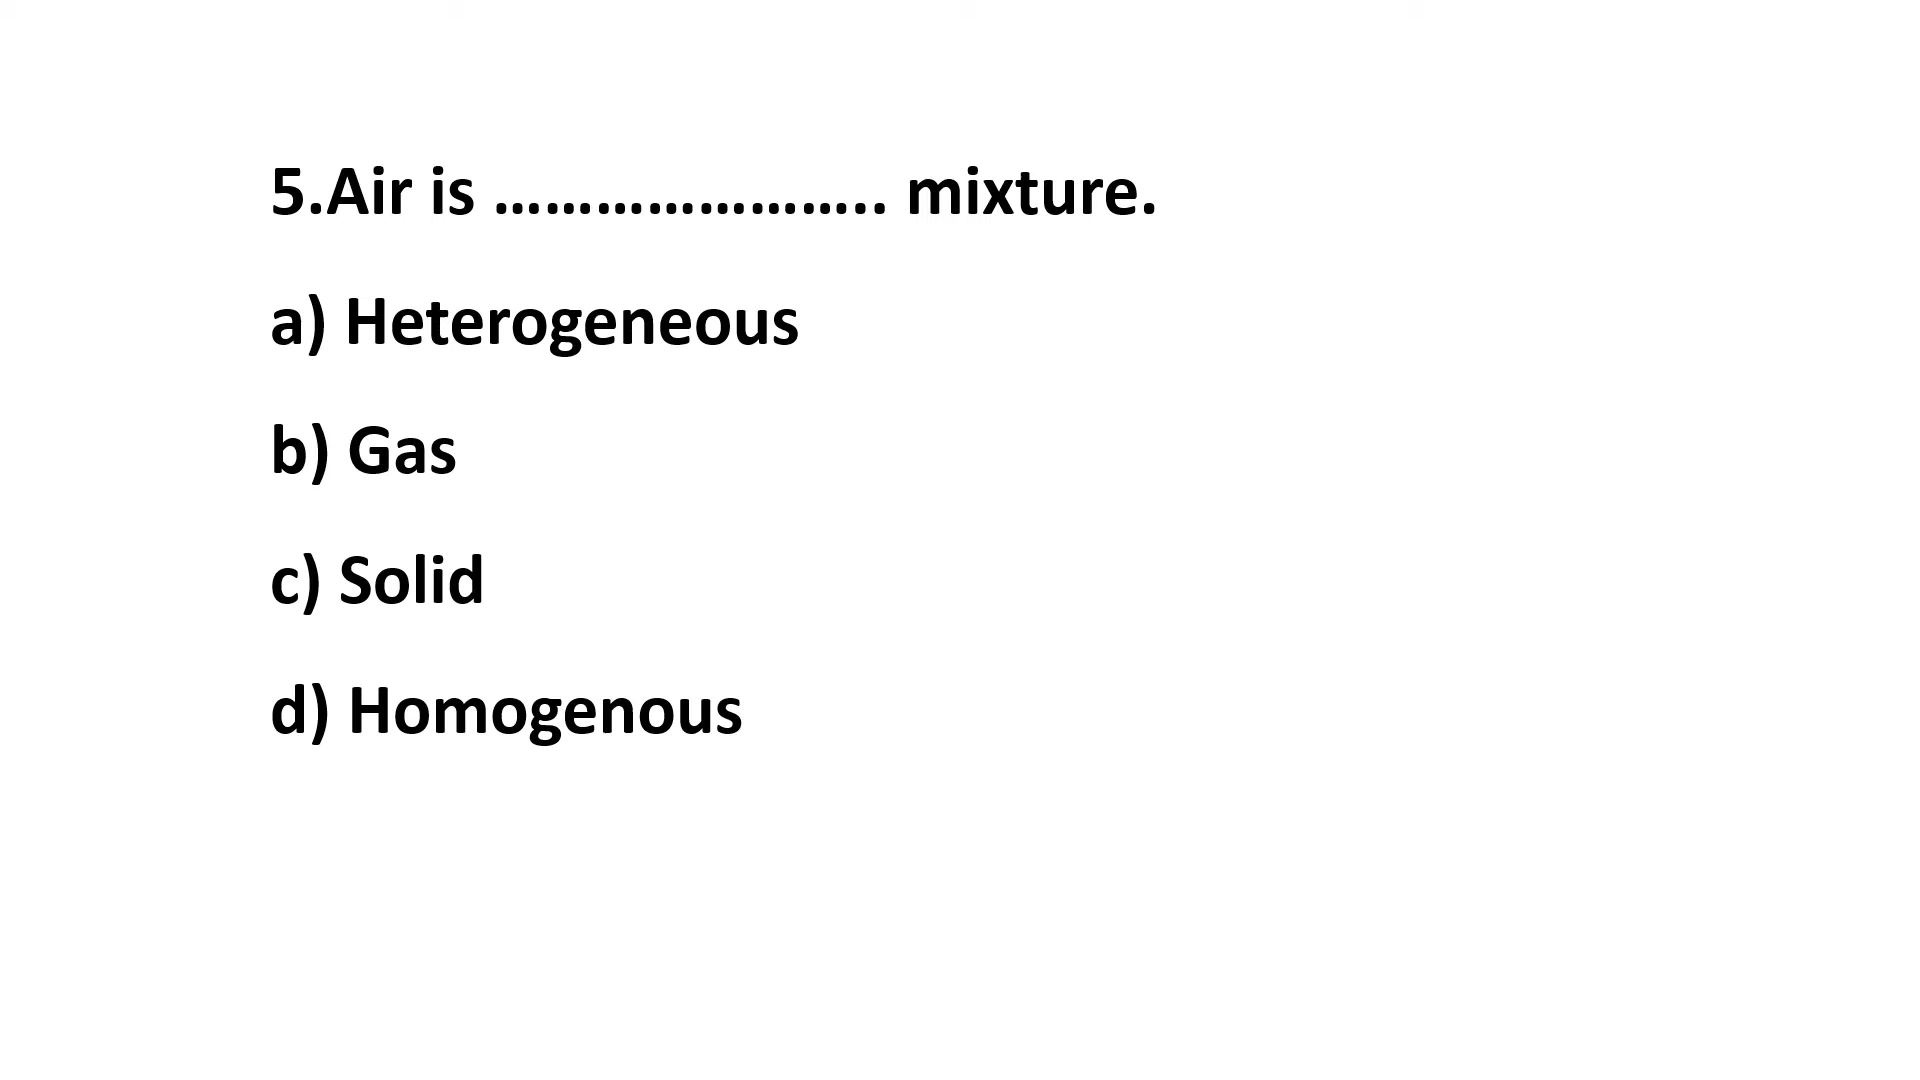 5.Air is …………………….. mixture.
a) Heterogeneous
b) Gas
c) Solid
d) Homogenous